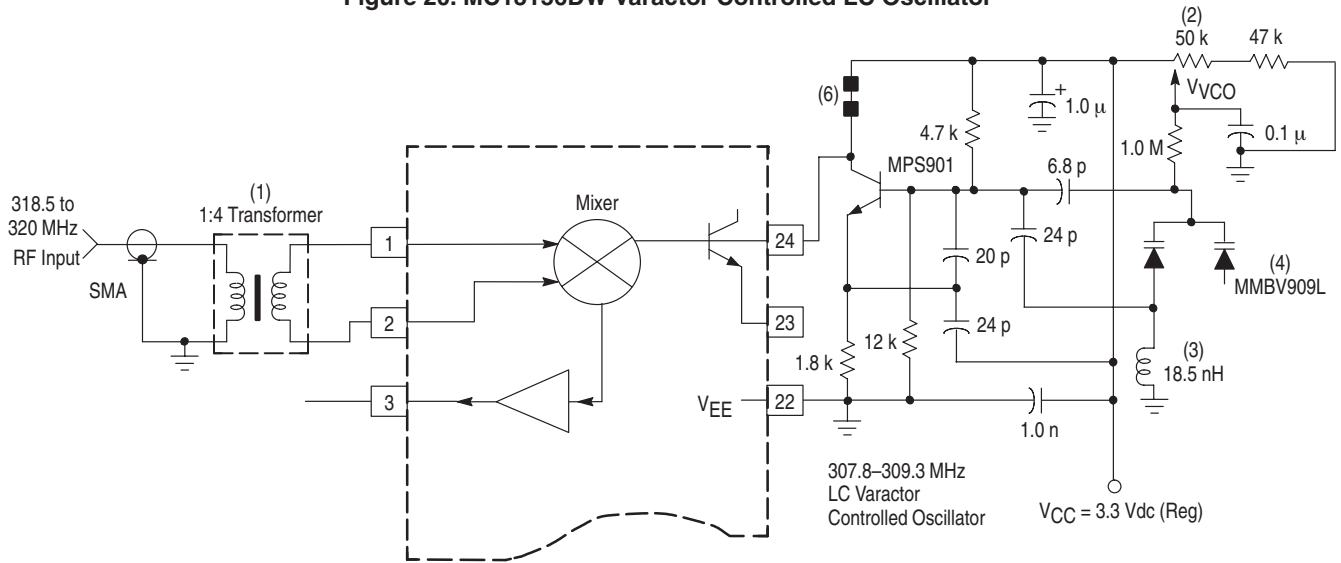 Figure 26. MC13156DW Varactor Controlled LC Oscillator
(2)
50 k
47 k
VVCO
(6)
+
1.0 µ
4.7 k
1.0 M
0.1 µ
MPS901
6.8 p
318.5 to
320 MHz
RF Input
SMA
(1)
1:4 Transformer
Mixer
1
24
20 p
24 p
(4)
MMBV909L
2
23
24 p
1.8 k
12 k
(3)
18.5 nH
3
VEE
22
1.0 n
307.8–309.3 MHz
LC Varactor
Controlled Oscillator
VCC = 3.3 Vdc (Reg)